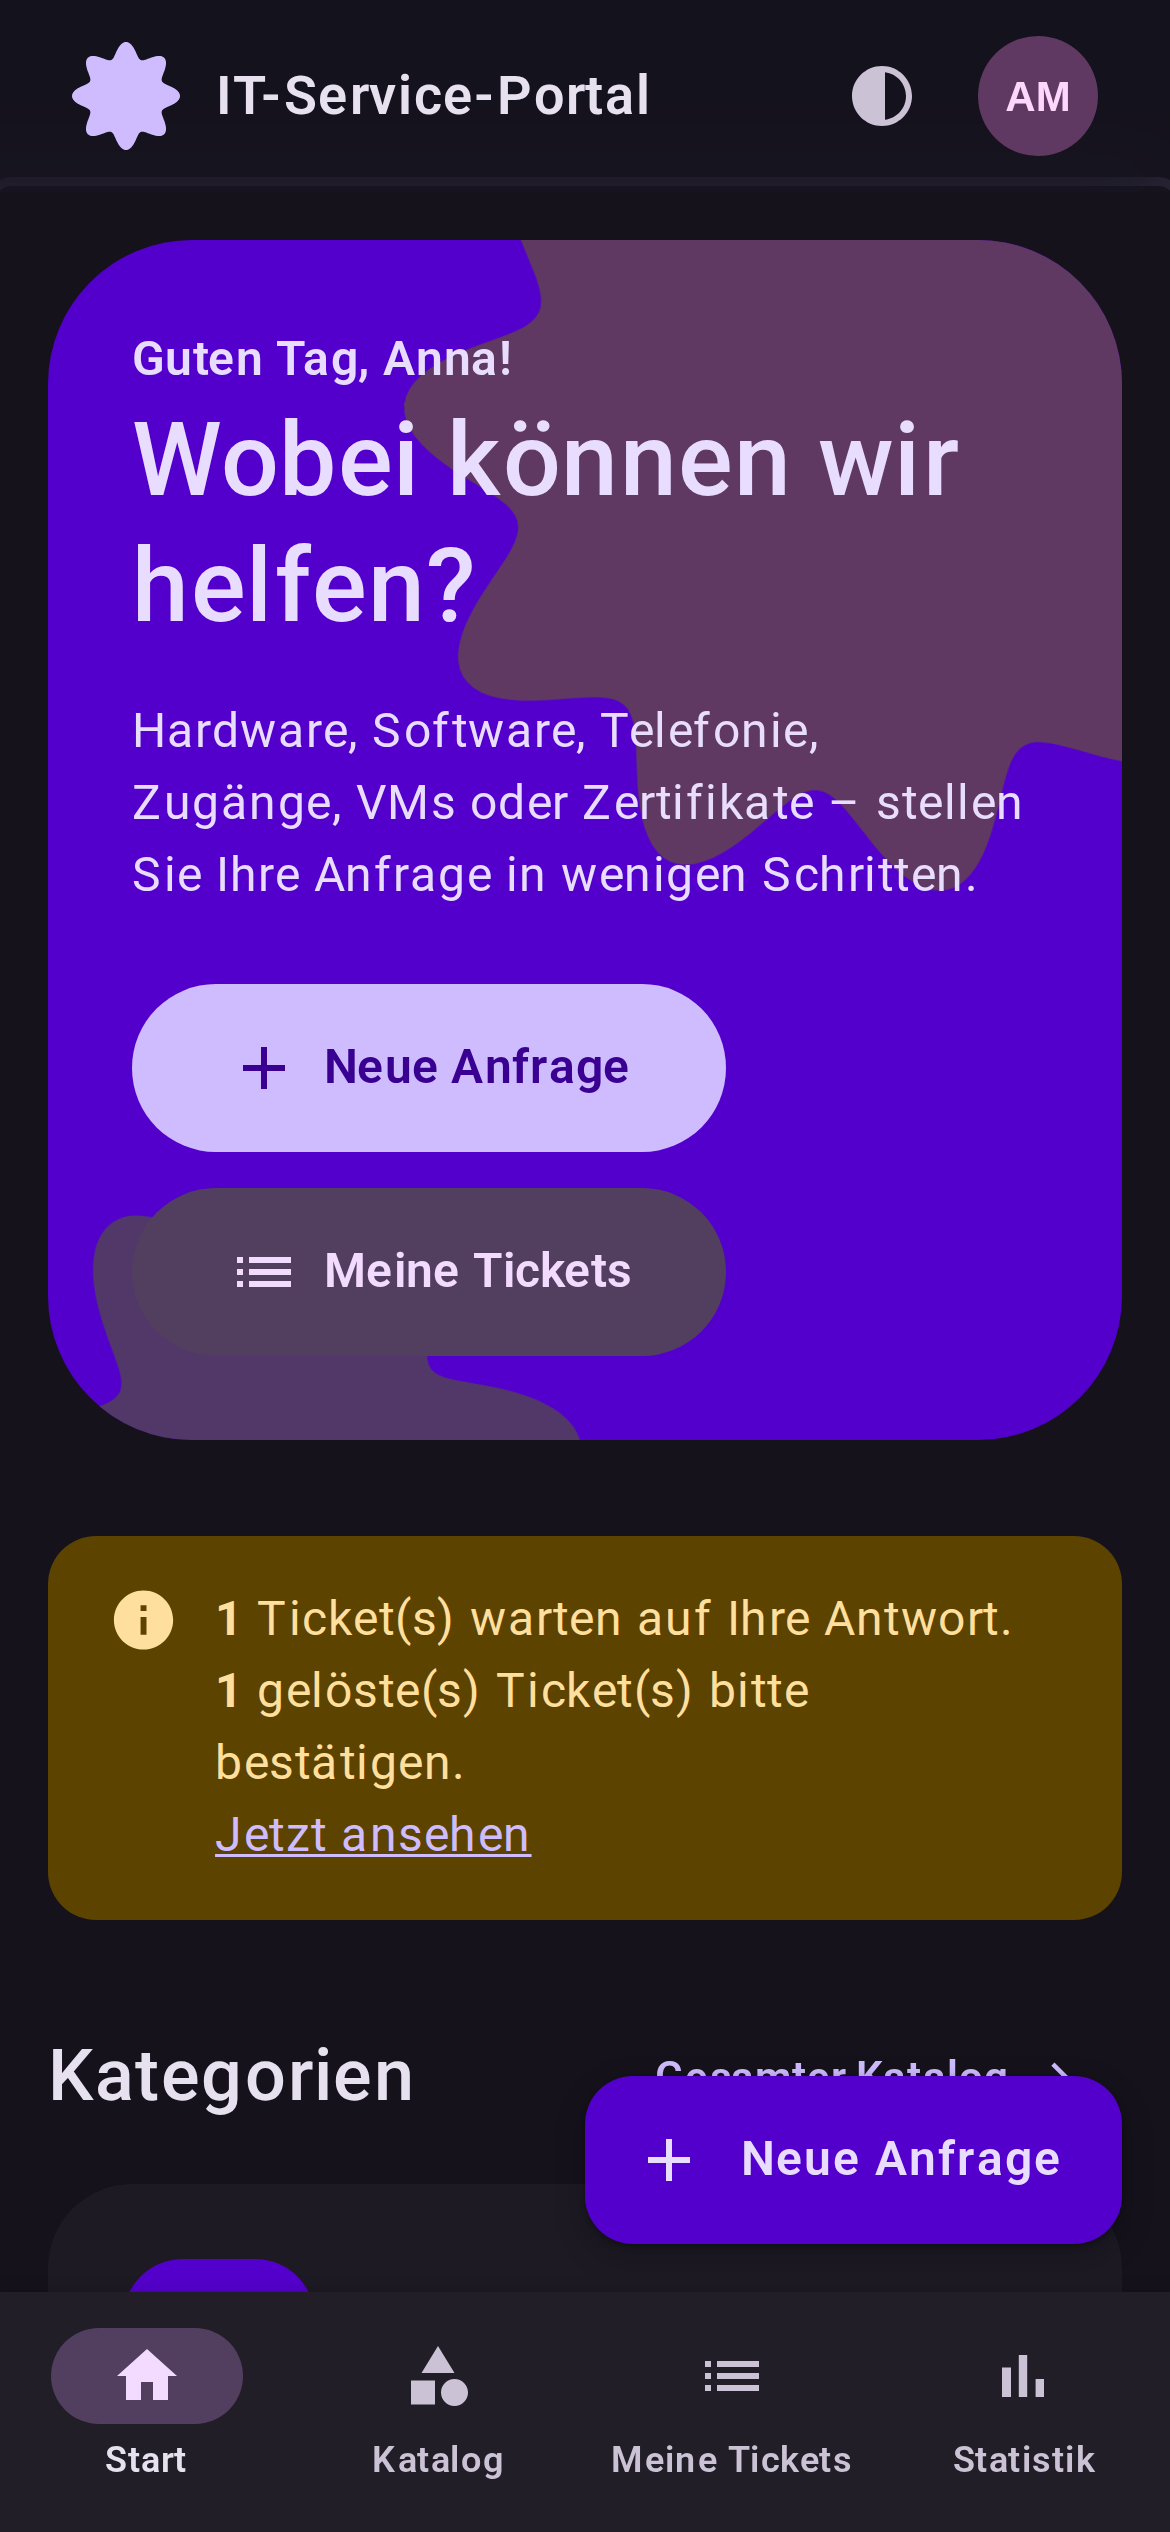 IT-Service-Portal
AM
Guten Tag, Anna!
Wobei können wir
helfen?
Hardware, Software, Telefonie,
Zugänge, VMs oder Zertifikate – stellen
Sie Ihre Anfrage in wenigen Schritten.
Neue Anfrage
Meine Tickets
1 Ticket(s) warten auf Ihre Antwort.
1 gelöste(s) Ticket(s) bitte
bestätigen.
Jetzt ansehen
Kategorien
Gesamter Katalog
Neue Anfrage
Start
Katalog
Meine Tickets
Statistik